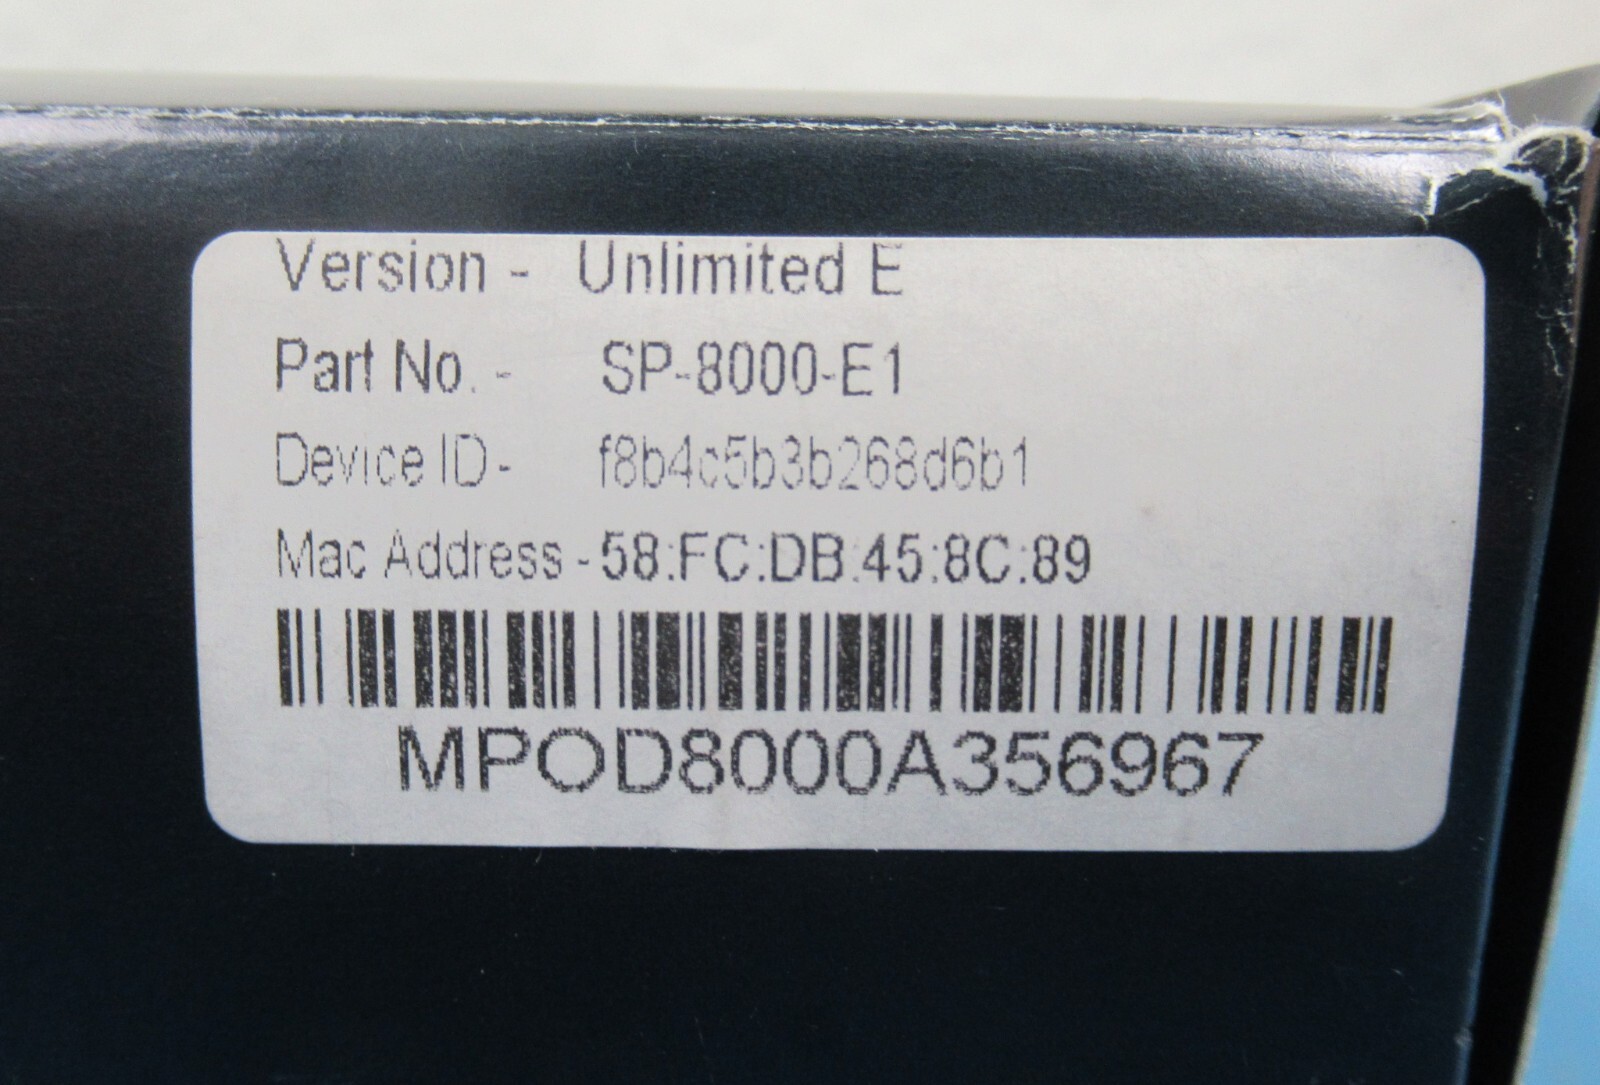 Version - Unlimited E
Part No. - SP-8000-E1
Device ID - f8b4c5b3b268d6b1
Mac Address - 58:FC:DB:45:8C:89
MPOD8000A356967